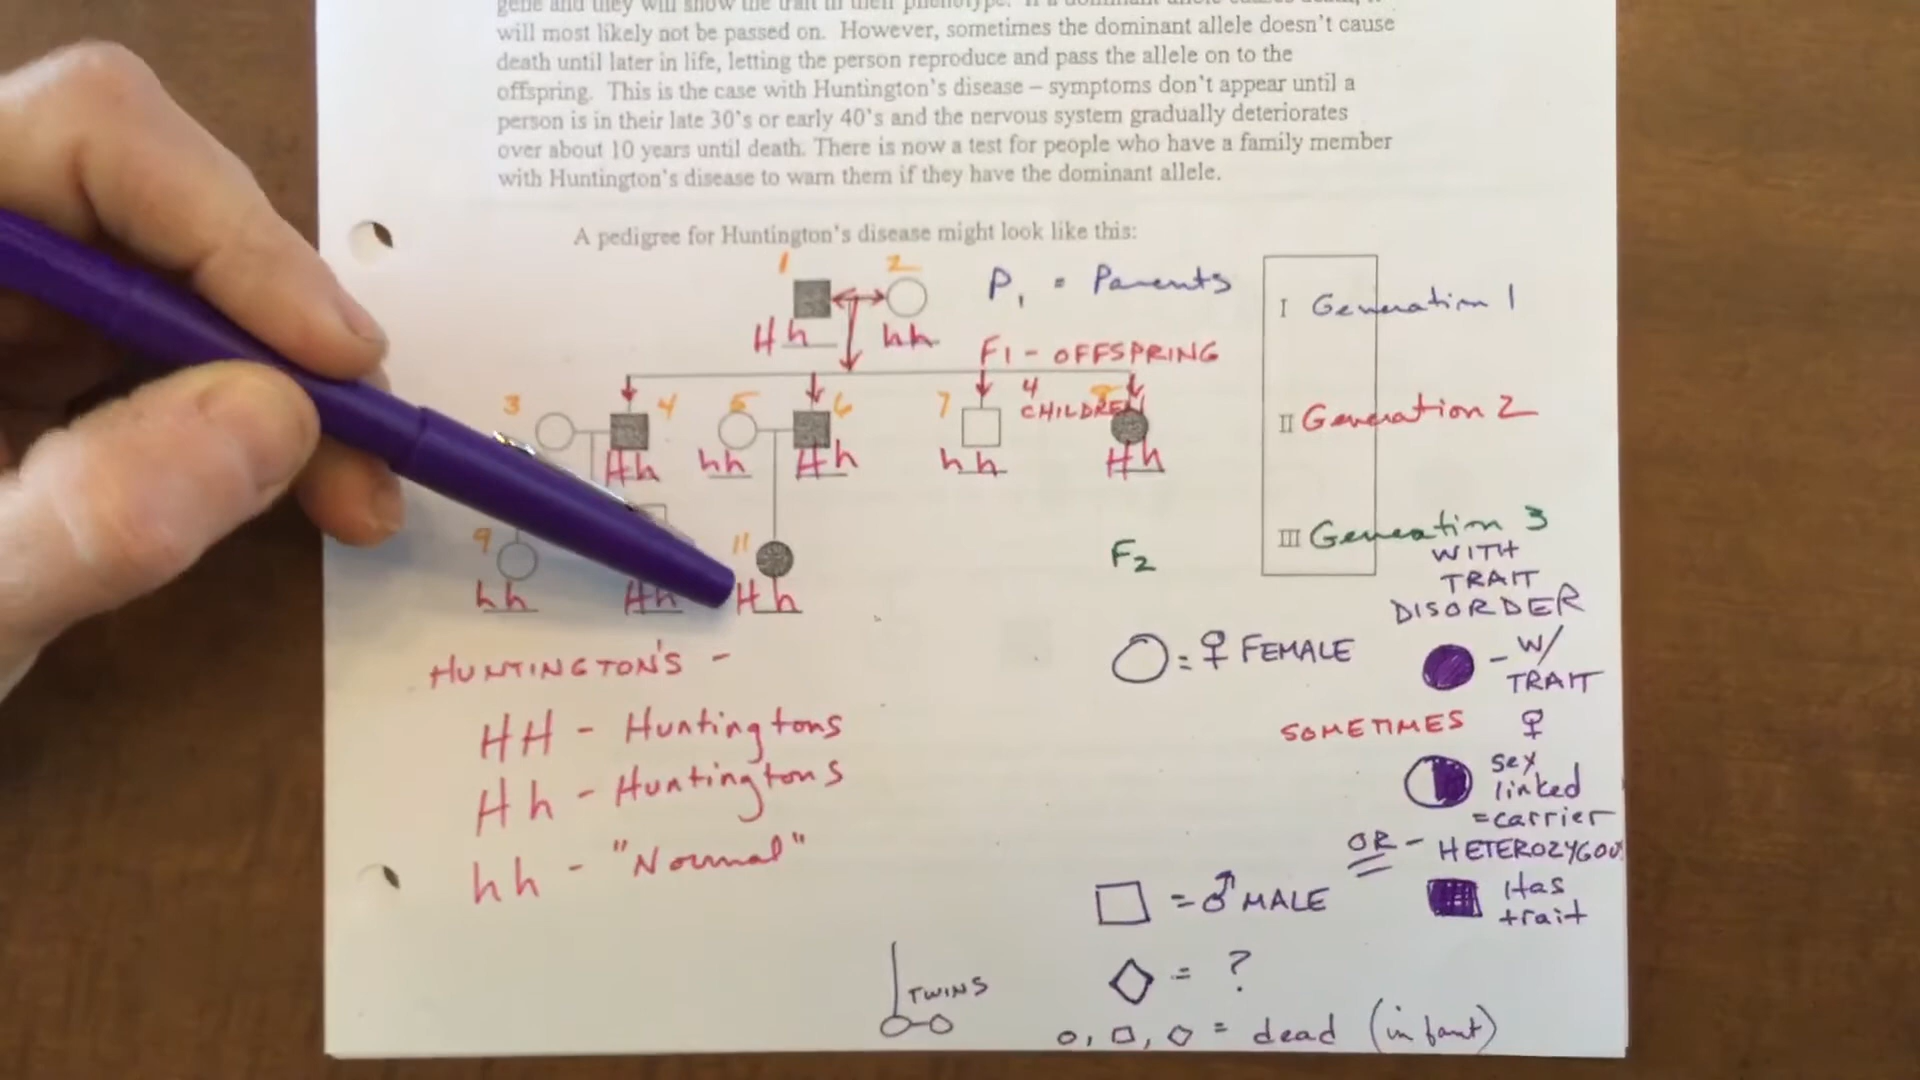 will most likely not be passed on. However, sometimes the dominant allele doesn't cause
death until later in life, letting the person reproduce and pass the allele on to the
offspring. This is the case with Huntington's disease – symptoms don't appear until a
person is in their late 30's or early 40's and the nervous system gradually deteriorates
over about 10 years until death. There is now a test for people who have a family member
with Huntington's disease to warn them if they have the dominant allele.
A pedigree for Huntington's disease might look like this:
1 2
P1 = Parents
I Generation 1
Hh hh
F1 - OFFSPRING
4 CHILDREN
3 4 5 6 7
II Generation 2
Hh hh Hh hh Hh
9 11
F2
III Generation 3
hh Hh Hh
WITH
TRAIT
DISORDER
HUNTINGTON'S -
HH - Huntingtons
Hh - Huntingtons
hh - "Normal"
O = ♀ FEMALE
- W/
TRAIT
SOMETIMES ♀
sex
linked
= carrier
OR - HETEROZYGOU
□ = ♂ MALE
Has
trait
◇ = ?
TWINS
o, □, ◇ = dead (infant)